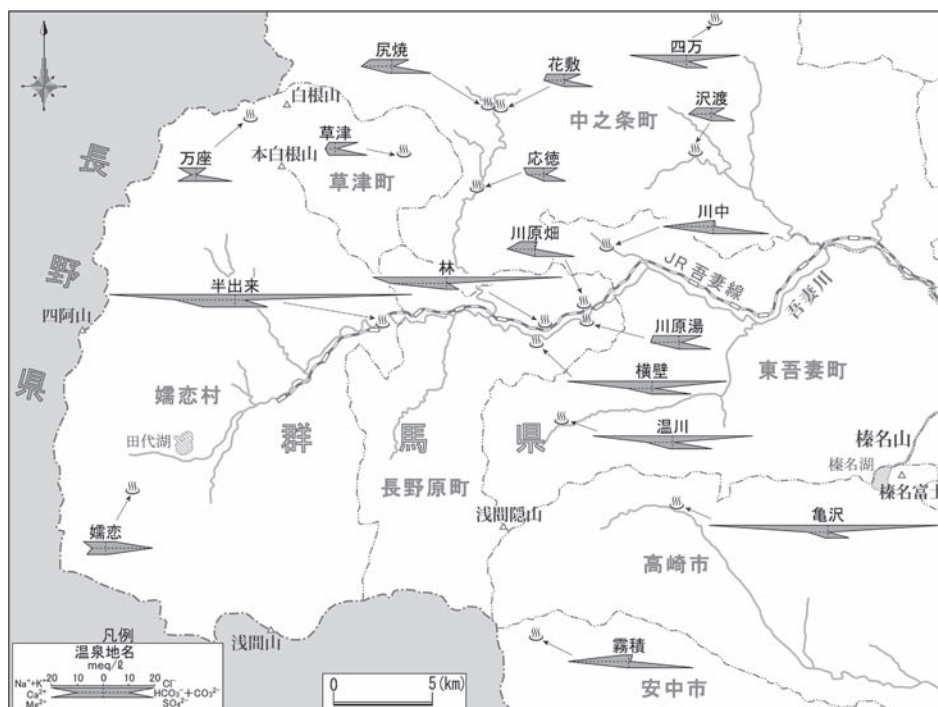 尻焼
花敷
四万
沢渡
中之条町
白根山
万座
本白根山
草津
草津町
応徳
川原畑
川中
JR吾妻線
吾妻川
林
半出来
長野県
四阿山
川原湯
横壁
東吾妻町
嬬恋村
田代湖
群馬県
温川
榛名山
榛名湖
榛名富士
長野原町
浅間隠山
嬬恋
亀沢
高崎市
浅間山
霧積
安中市
凡例
温泉地名
meq/ℓ
20 10 0 10 20
Na⁺+K⁺ Cl⁻
Ca²⁺ HCO₃⁻+CO₃²⁻
Mg²⁺ SO₄²⁻
0 5(km)